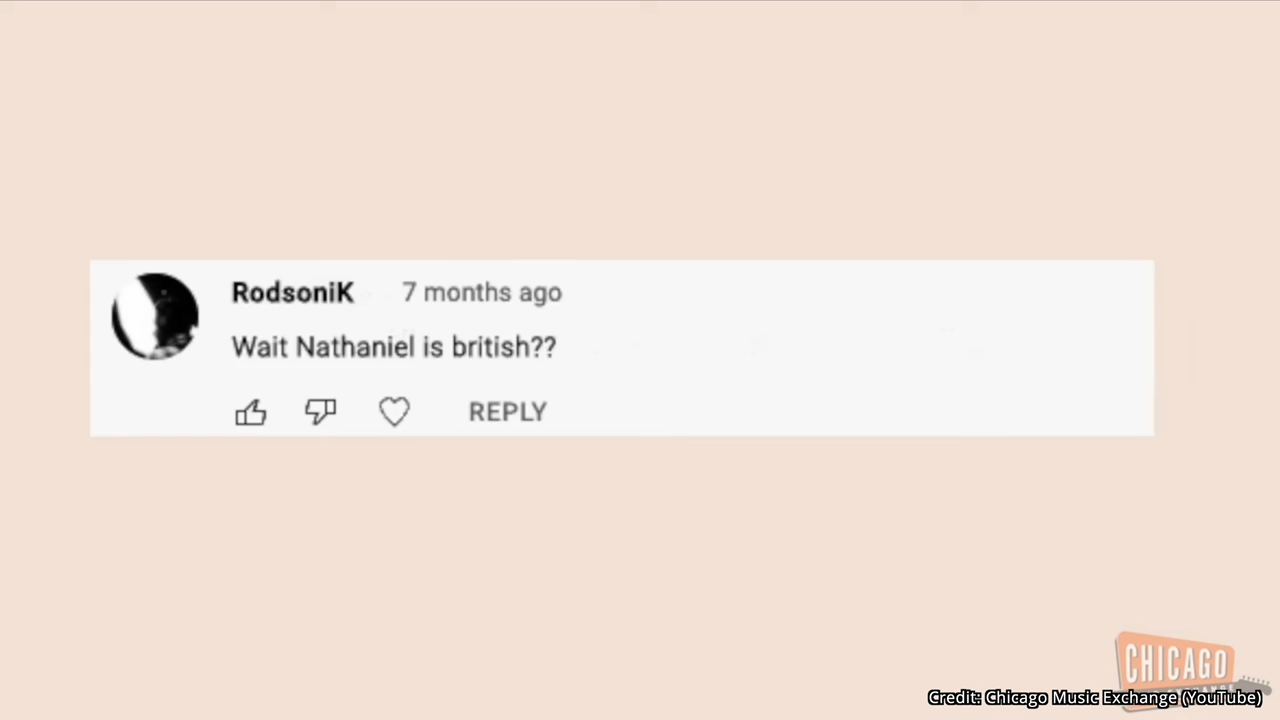 RodsoniK 7 months ago
Wait Nathaniel is british??
REPLY
CHICAGO
Credit: Chicago Music Exchange (YouTube)